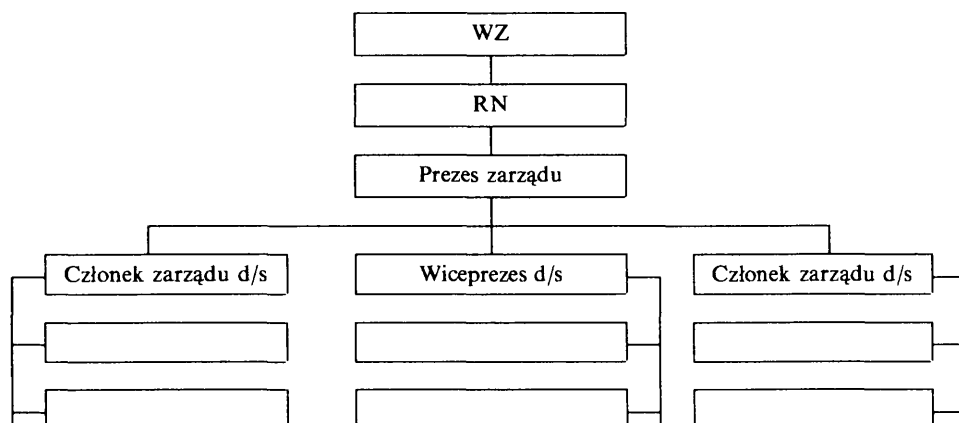 WZ
RN
Prezes zarządu
Członek zarządu d/s
Wiceprezes d/s
Członek zarządu d/s